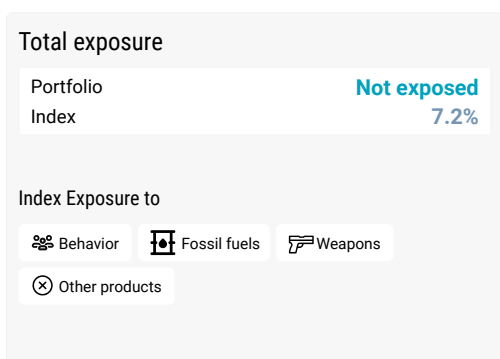 Total exposure
Portfolio Not exposed
Index 7.2%
Index Exposure to
Behavior Fossil fuels Weapons
Other products